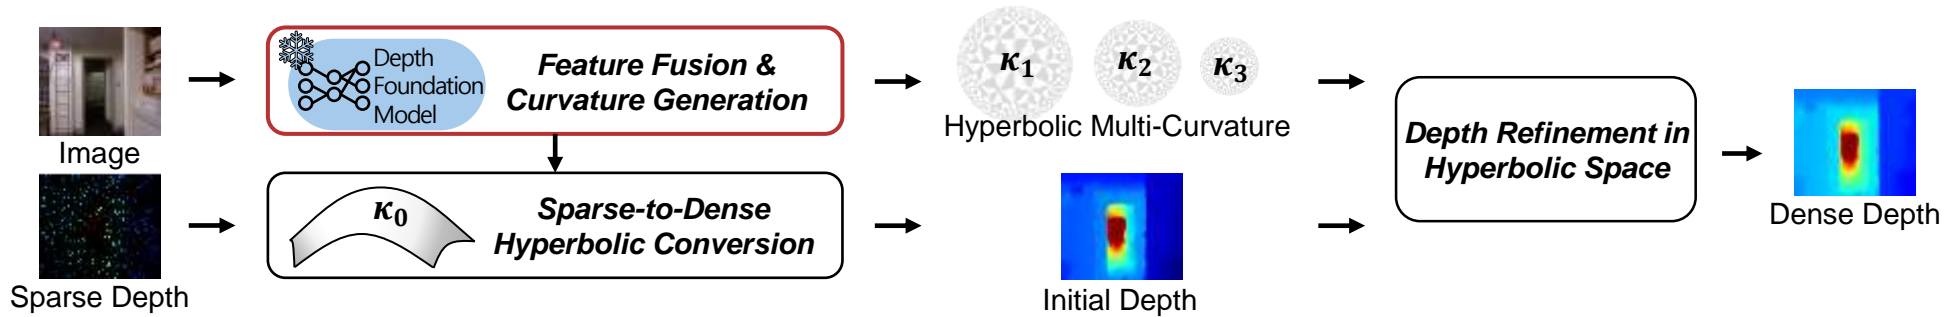 Image
Sparse Depth
Depth
Foundation
Model
Feature Fusion &
Curvature Generation
κ₀
Sparse-to-Dense
Hyperbolic Conversion
κ₁
κ₂
κ₃
Hyperbolic Multi-Curvature
Initial Depth
Depth Refinement in
Hyperbolic Space
Dense Depth